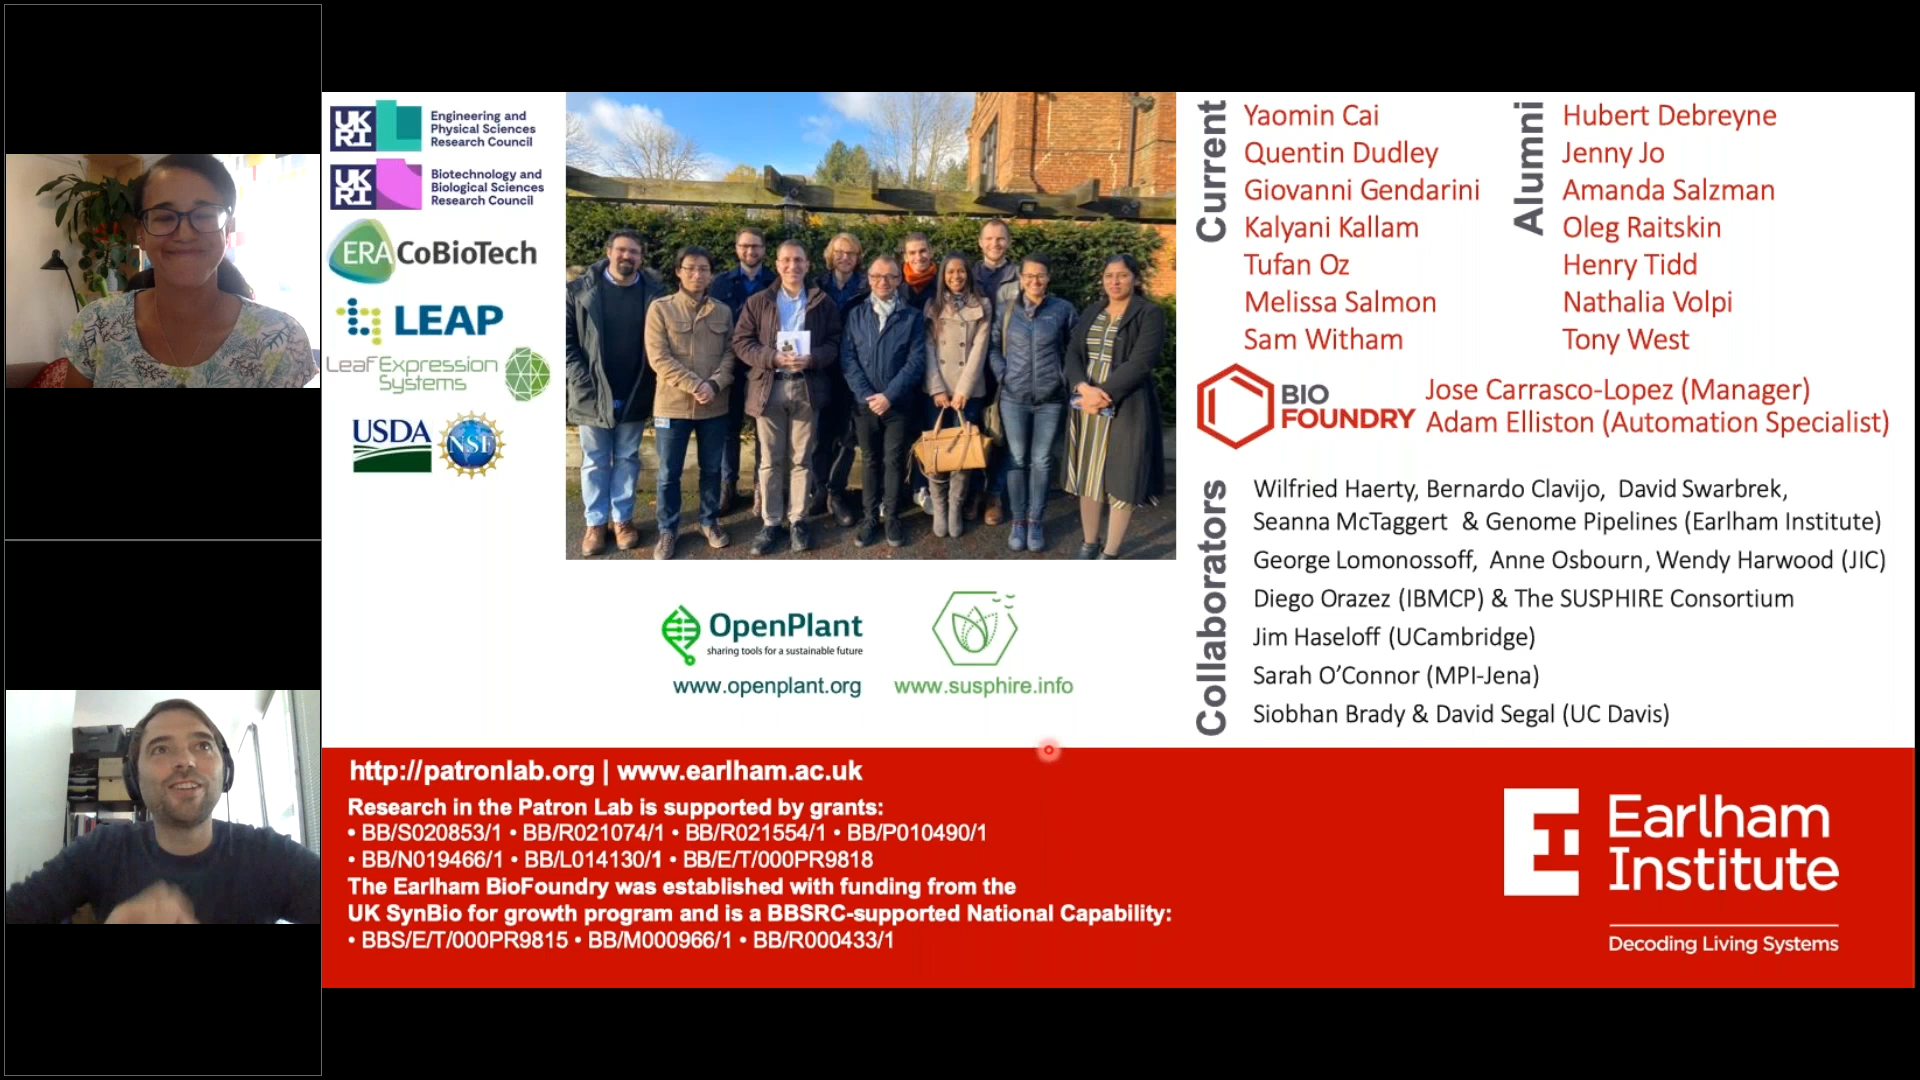 UK
RI
Engineering and
Physical Sciences
Research Council
UK
RI
Biotechnology and
Biological Sciences
Research Council
ERA CoBioTech
LEAP
Leaf Expression
Systems
USDA
NSF
OpenPlant
sharing tools for a sustainable future
www.openplant.org
www.susphire.info
Current
Yaomin Cai
Quentin Dudley
Giovanni Gendarini
Kalyani Kallam
Tufan Oz
Melissa Salmon
Sam Witham
Alumni
Hubert Debreyne
Jenny Jo
Amanda Salzman
Oleg Raitskin
Henry Tidd
Nathalia Volpi
Tony West
BIO
FOUNDRY
Jose Carrasco-Lopez (Manager)
Adam Elliston (Automation Specialist)
Collaborators
Wilfried Haerty, Bernardo Clavijo, David Swarbrek,
Seanna McTaggert & Genome Pipelines (Earlham Institute)
George Lomonossoff, Anne Osbourn, Wendy Harwood (JIC)
Diego Orazez (IBMCP) & The SUSPHIRE Consortium
Jim Haseloff (UCambridge)
Sarah O’Connor (MPI-Jena)
Siobhan Brady & David Segal (UC Davis)
http://patronlab.org | www.earlham.ac.uk
Research in the Patron Lab is supported by grants:
• BB/S020853/1 • BB/R021074/1 • BB/R021554/1 • BB/P010490/1
• BB/N019466/1 • BB/L014130/1 • BB/E/T/000PR9818
The Earlham BioFoundry was established with funding from the
UK SynBio for growth program and is a BBSRC-supported National Capability:
• BBS/E/T/000PR9815 • BB/M000966/1 • BB/R000433/1
Earlham
Institute
Decoding Living Systems